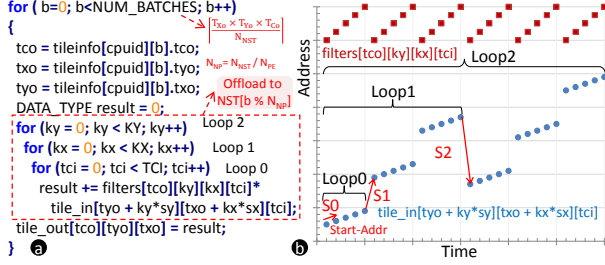 for ( b=0; b<NUM_BATCHES; b++)
{
⌈T_Xo × T_Yo × T_Co / N_NST⌉
tco = tileinfo[cpuid][b].tco;
txo = tileinfo[cpuid][b].tyo;
N_NP = N_NST / N_PE
tyo = tileinfo[cpuid][b].txo;
Offload to
NST[b % N_NP]
DATA_TYPE result = 0;
for (ky = 0; ky < KY; ky++) Loop 2
for (kx = 0; kx < KX; kx++) Loop 1
for (tci = 0; tci < TCI; tci++) Loop 0
result += filters[tco][ky][kx][tci]*
tile_in[tyo + ky*sy][txo + kx*sx][tci];
tile_out[tco][tyo][txo] = result;
}
a
b
Address
filters[tco][ky][kx][tci]
Loop2
Loop1
Loop0
S0
S1
S2
tile_in[tyo + ky*sy][txo + kx*sx][tci]
Start-Addr
Time